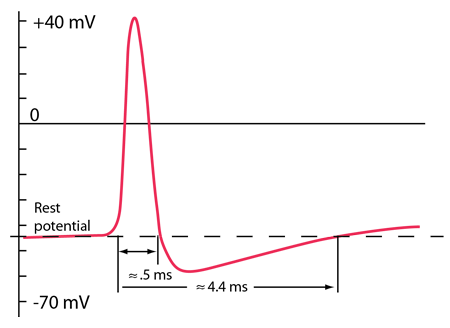 +40 mV
0
Rest
potential
≈.5 ms
≈4.4 ms
-70 mV